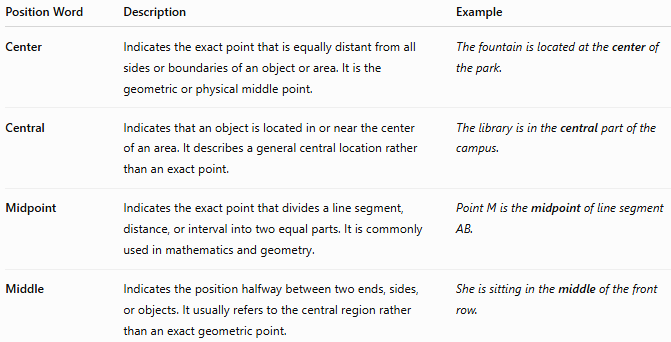 Position Word Description Example
Center Indicates the exact point that is equally distant from all The fountain is located at the center of
sides or boundaries of an object or area. It is the the park.
geometric or physical middle point.
Central Indicates that an object is located in or near the center The library is in the central part of the
of an area. It describes a general central location rather campus.
than an exact point.
Midpoint Indicates the exact point that divides a line segment, Point M is the midpoint of line segment
distance, or interval into two equal parts. It is commonly AB.
used in mathematics and geometry.
Middle Indicates the position halfway between two ends, sides, She is sitting in the middle of the front
or objects. It usually refers to the central region rather row.
than an exact geometric point.